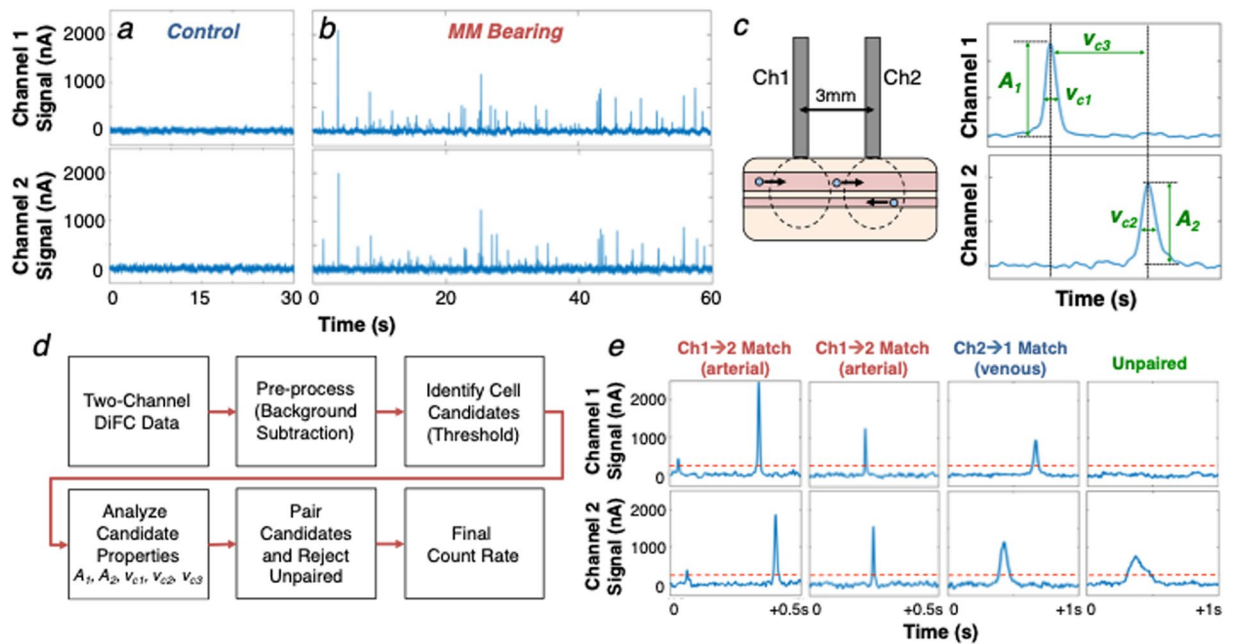 a
Control
b
MM Bearing
c
Channel 1
Signal (nA)
2000
1000
0
Channel 2
Signal (nA)
2000
1000
0
0
15
30
0
20
40
60
Time (s)
Ch1
Ch2
3mm
Channel 1
A1
vc1
vc3
Channel 2
vc2
A2
Time (s)
d
Two-Channel
DiFC Data
Pre-process
(Background
Subtraction)
Identify Cell
Candidates
(Threshold)
Analyze
Candidate
Properties
A1, A2, vc1, vc2, vc3
Pair
Candidates
and Reject
Unpaired
Final
Count Rate
e
Ch1→2 Match
(arterial)
Ch1→2 Match
(arterial)
Ch2→1 Match
(venous)
Unpaired
Channel 1
Signal (nA)
2000
1000
0
Channel 2
Signal (nA)
2000
1000
0
0
+0.5s
0
+0.5s
0
+1s
0
+1s
Time (s)